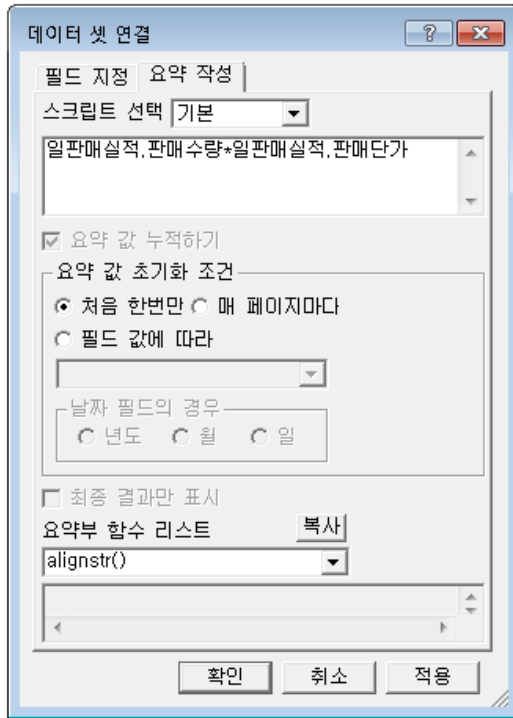 데이터 셋 연결
필드 지정 요약 작성
스크립트 선택 기본
일판매실적.판매수량*일판매실적.판매단가
요약 값 누적하기
요약 값 초기화 조건
처음 한번만 매 페이지마다
필드 값에 따라
날짜 필드의 경우
년도 월 일
최종 결과만 표시
요약부 함수 리스트 복사
alignstr()
확인 취소 적용